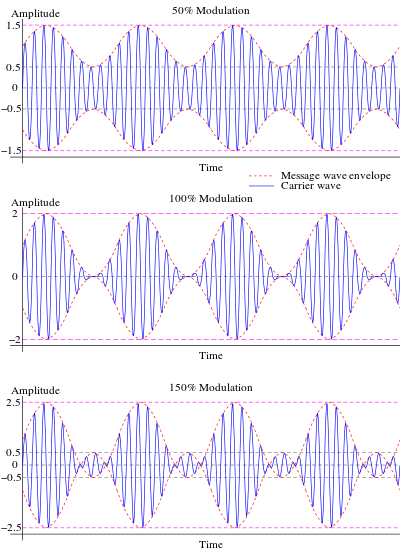 50% Modulation
Amplitude
1.5
0.5
0
−0.5
−1.5
Time
Message wave envelope
Carrier wave
100% Modulation
Amplitude
2
0
−2
Time
150% Modulation
Amplitude
2.5
0.5
0
−0.5
−2.5
Time